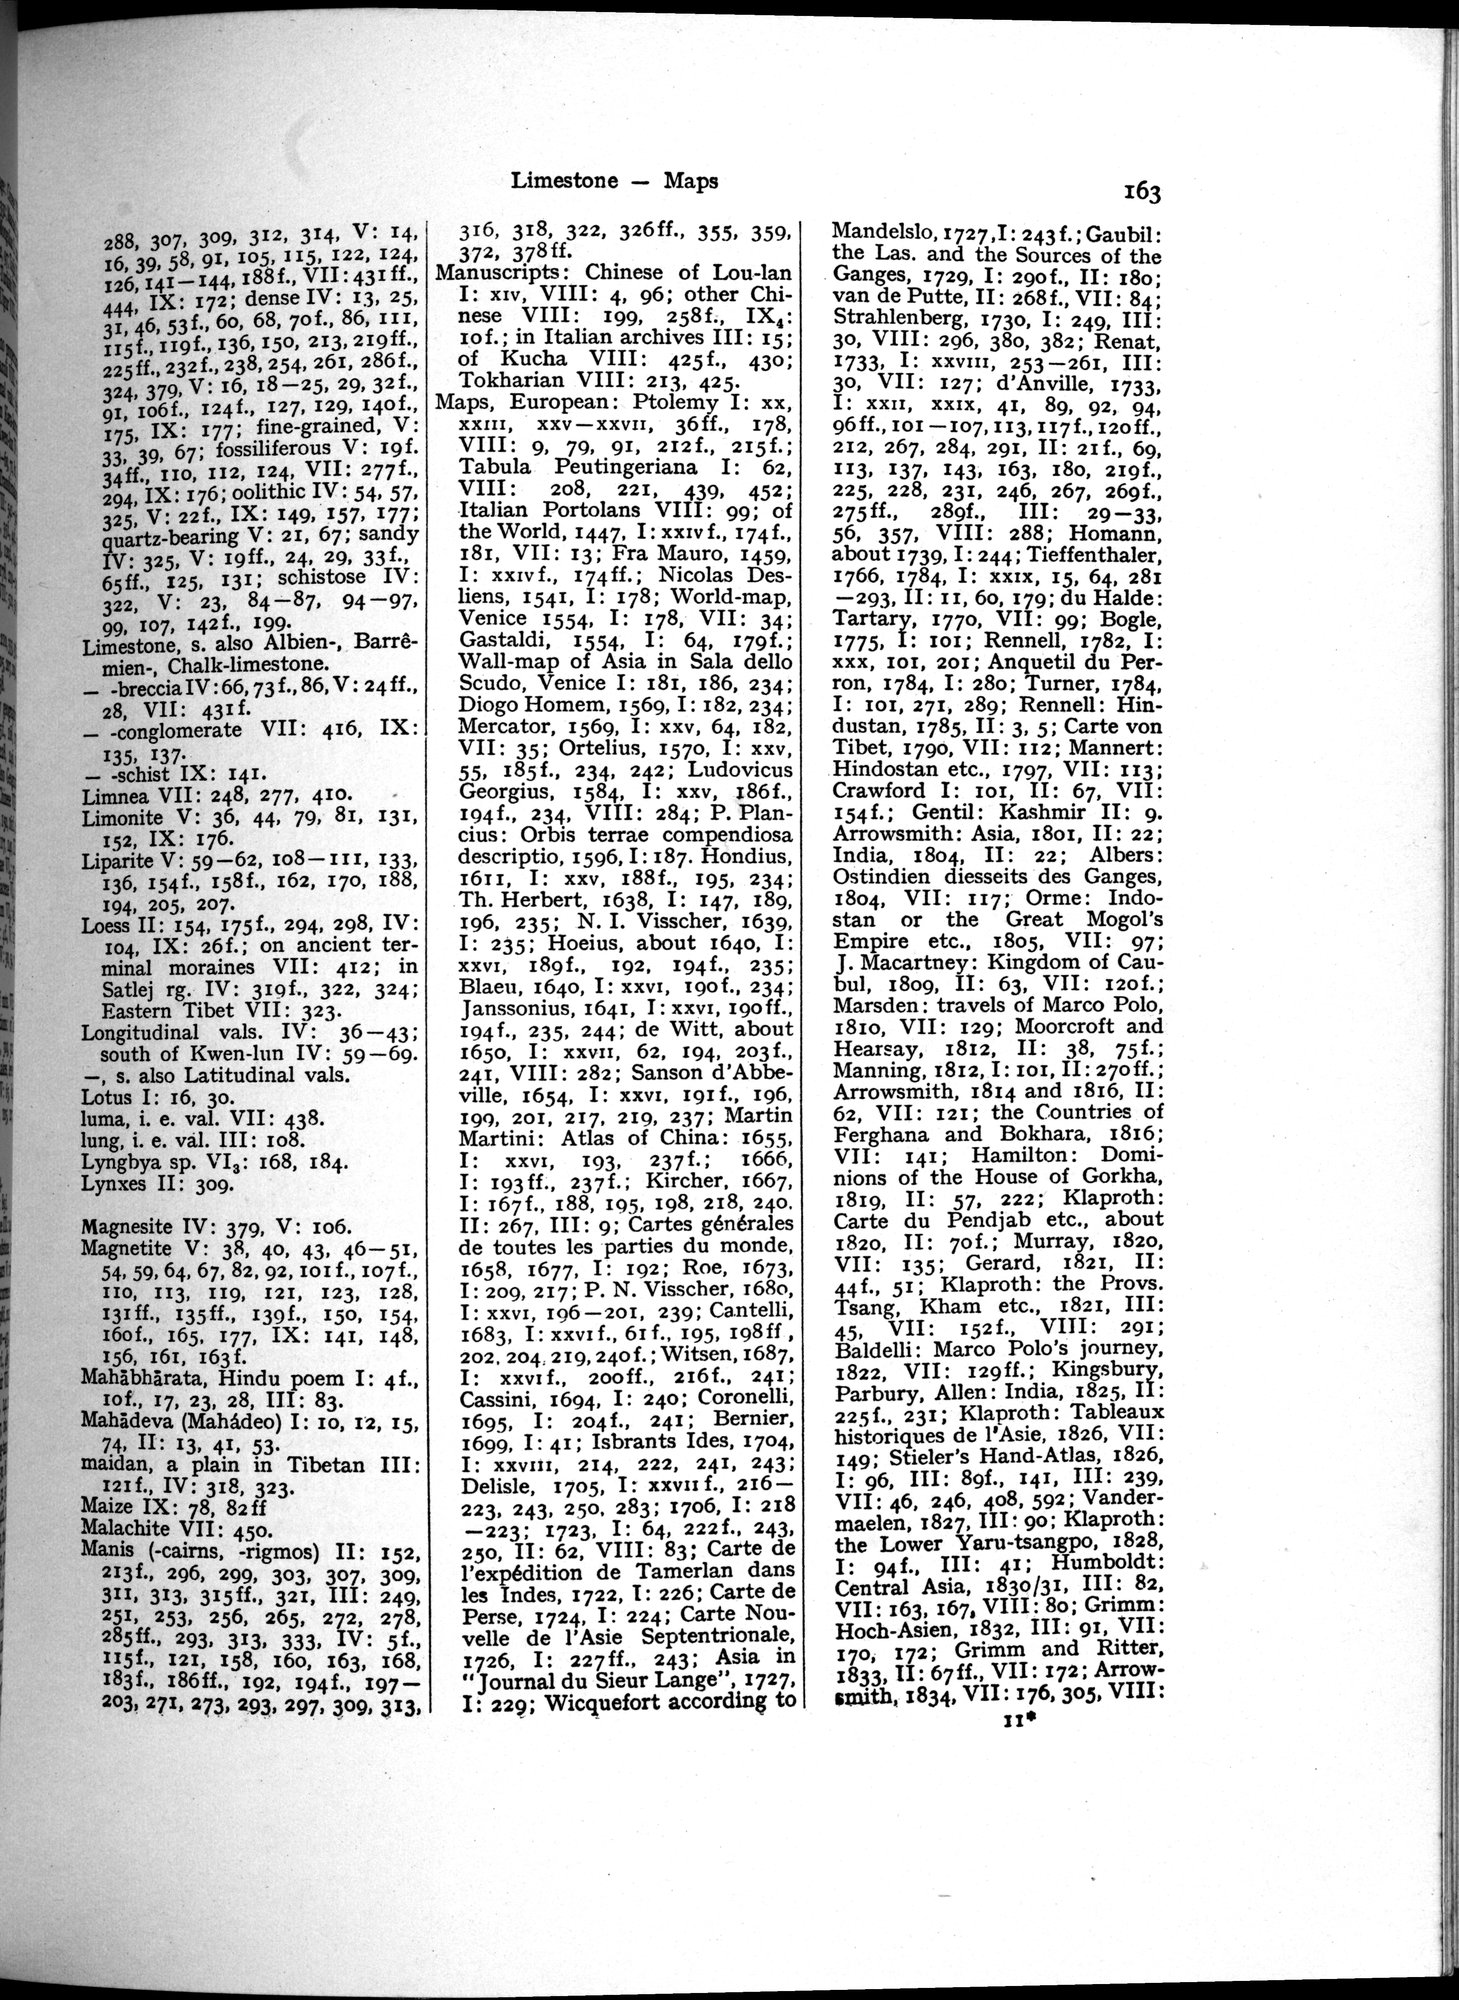 Limestone — Maps
163
288, 307, 309, 312, 314, V: 14,
16, 39, 58, 91, 105, 115, 122, 124,
126, 141—144, 188f., VII: 431ff.,
444, IX: 172; dense IV: 13, 25,
31, 46, 53f., 60, 68, 70f., 86, 111,
115f., 119f., 136, 150, 213, 219ff.,
225ff., 232f., 238, 254, 261, 286f.,
324, 379, V: 16, 18—25, 29, 32f.,
91, 106f., 124f., 127, 129, 140f.,
175, IX: 177; fine-grained, V:
33, 39, 67; fossiliferous V: 19f.
34ff., 110, 112, 124, VII: 277f.,
294, IX: 176; oolithic IV: 54, 57,
325, V: 22f., IX: 149, 157, 177;
quartz-bearing V: 21, 67; sandy
IV: 325, V: 19ff., 24, 29, 33f.,
65ff., 125, 131; schistose IV:
322, V: 23, 84—87, 94—97,
99, 107, 142f., 199.
Limestone, s. also Albien-, Barrê-
mien-, Chalk-limestone.
— -breccia IV: 66, 73f., 86, V: 24ff.,
28, VII: 431f.
— -conglomerate VII: 416, IX:
135, 137.
— -schist IX: 141.
Limnea VII: 248, 277, 410.
Limonite V: 36, 44, 79, 81, 131,
152, IX: 176.
Liparite V: 59—62, 108—111, 133,
136, 154f., 158f., 162, 170, 188,
194, 205, 207.
Loess II: 154, 175f., 294, 298, IV:
104, IX: 26f.; on ancient ter-
minal moraines VII: 412; in
Satlej rg. IV: 319f., 322, 324;
Eastern Tibet VII: 323.
Longitudinal vals. IV: 36—43;
south of Kwen-lun IV: 59—69.
—, s. also Latitudinal vals.
Lotus I: 16, 30.
luma, i. e. val. VII: 438.
lung, i. e. val. III: 108.
Lyngbya sp. VI₃: 168, 184.
Lynxes II: 309.
Magnesite IV: 379, V: 106.
Magnetite V: 38, 40, 43, 46—51,
54, 59, 64, 67, 82, 92, 101f., 107f.,
110, 113, 119, 121, 123, 128,
131ff., 135ff., 139f., 150, 154,
160f., 165, 177, IX: 141, 148,
156, 161, 163f.
Mahābhārata, Hindu poem I: 4f.,
10f., 17, 23, 28, III: 83.
Mahādeva (Mahádeo) I: 10, 12, 15,
74, II: 13, 41, 53.
maidan, a plain in Tibetan III:
121f., IV: 318, 323.
Maize IX: 78, 82ff
Malachite VII: 450.
Manis (-cairns, -rigmos) II: 152,
213f., 296, 299, 303, 307, 309,
311, 313, 315ff., 321, III: 249,
251, 253, 256, 265, 272, 278,
285ff., 293, 313, 333, IV: 5f.,
115f., 121, 158, 160, 163, 168,
183f., 186ff., 192, 194f., 197—
203, 271, 273, 293, 297, 309, 313,
316, 318, 322, 326ff., 355, 359,
372, 378ff.
Manuscripts: Chinese of Lou-lan
I: XIV, VIII: 4, 96; other Chi-
nese VIII: 199, 258f., IX₄:
10f.; in Italian archives III: 15;
of Kucha VIII: 425f., 430;
Tokharian VIII: 213, 425.
Maps, European: Ptolemy I: XX,
XXIII, XXV—XXVII, 36ff., 178,
VIII: 9, 79, 91, 212f., 215f.;
Tabula Peutingeriana I: 62,
VIII: 208, 221, 439, 452;
Italian Portolans VIII: 99; of
the World, 1447, I: XXIVf., 174f.,
181, VII: 13; Fra Mauro, 1459,
I: XXIVf., 174ff.; Nicolas Des-
liens, 1541, I: 178; World-map,
Venice 1554, I: 178, VII: 34;
Gastaldi, 1554, I: 64, 179f.;
Wall-map of Asia in Sala dello
Scudo, Venice I: 181, 186, 234;
Diogo Homem, 1569, I: 182, 234;
Mercator, 1569, I: XXV, 64, 182,
VII: 35; Ortelius, 1570, I: XXV,
55, 185f., 234, 242; Ludovicus
Georgius, 1584, I: XXV, 186f.,
194f., 234, VIII: 284; P. Plan-
cius: Orbis terrae compendiosa
descriptio, 1596, I: 187. Hondius,
1611, I: XXV, 188f., 195, 234;
Th. Herbert, 1638, I: 147, 189,
196, 235; N. I. Visscher, 1639,
I: 235; Hoeius, about 1640, I:
XXVI, 189f., 192, 194f., 235;
Blaeu, 1640, I: XXVI, 190f., 234;
Janssonius, 1641, I: XXVI, 190ff.,
194f., 235, 244; de Witt, about
1650, I: XXVII, 62, 194, 203f.,
241, VIII: 282; Sanson d'Abbe-
ville, 1654, I: XXVI, 191f., 196,
199, 201, 217, 219, 237; Martin
Martini: Atlas of China: 1655,
I: XXVI, 193, 237f.; 1666,
I: 193ff., 237f.; Kircher, 1667,
I: 167f., 188, 195, 198, 218, 240.
II: 267, III: 9; Cartes générales
de toutes les parties du monde,
1658, 1677, I: 192; Roe, 1673,
I: 209, 217; P. N. Visscher, 1680,
I: XXVI, 196—201, 239; Cantelli,
1683, I: XXVIf., 61f., 195, 198ff,
202, 204, 219, 240f.; Witsen, 1687,
I: XXVIf., 200ff., 216f., 241;
Cassini, 1694, I: 240; Coronelli,
1695, I: 204f., 241; Bernier,
1699, I: 41; Isbrants Ides, 1704,
I: XXVIII, 214, 222, 241, 243;
Delisle, 1705, I: XXVIIf., 216—
223, 243, 250, 283; 1706, I: 218
—223; 1723, I: 64, 222f., 243,
250, II: 62, VIII: 83; Carte de
l'expédition de Tamerlan dans
les Indes, 1722, I: 226; Carte de
Perse, 1724, I: 224; Carte Nou-
velle de l'Asie Septentrionale,
1726, I: 227ff., 243; Asia in
"Journal du Sieur Lange", 1727,
I: 229; Wicquefort according to
Mandelslo, 1727, I: 243f.; Gaubil:
the Las. and the Sources of the
Ganges, 1729, I: 290f., II: 180;
van de Putte, II: 268f., VII: 84;
Strahlenberg, 1730, I: 249, III:
30, VIII: 296, 380, 382; Renat,
1733, I: XXVIII, 253—261, III:
30, VII: 127; d'Anville, 1733,
I: XXII, XXIX, 41, 89, 92, 94,
96ff., 101—107, 113, 117f., 120ff.,
212, 267, 284, 291, II: 21f., 69,
113, 137, 143, 163, 180, 219f.,
225, 228, 231, 246, 267, 269f.,
275ff., 289f., III: 29—33,
56, 357, VIII: 288; Homann,
about 1739, I: 244; Tieffenthaler,
1766, 1784, I: XXIX, 15, 64, 281
—293, II: 11, 60, 179; du Halde:
Tartary, 1770, VII: 99; Bogle,
1775, I: 101; Rennell, 1782, I:
XXX, 101, 201; Anquetil du Per-
ron, 1784, I: 280; Turner, 1784,
I: 101, 271, 289; Rennell: Hin-
dustan, 1785, II: 3, 5; Carte von
Tibet, 1790, VII: 112; Mannert:
Hindostan etc., 1797, VII: 113;
Crawford I: 101, II: 67, VII:
154f.; Gentil: Kashmir II: 9.
Arrowsmith: Asia, 1801, II: 22;
India, 1804, II: 22; Albers:
Ostindien diesseits des Ganges,
1804, VII: 117; Orme: Indo-
stan or the Great Mogol's
Empire etc., 1805, VII: 97;
J. Macartney: Kingdom of Cau-
bul, 1809, II: 63, VII: 120f.;
Marsden: travels of Marco Polo,
1810, VII: 129; Moorcroft and
Hearsay, 1812, II: 38, 75f.;
Manning, 1812, I: 101, II: 270ff.;
Arrowsmith, 1814 and 1816, II:
62, VII: 121; the Countries of
Ferghana and Bokhara, 1816;
VII: 141; Hamilton: Domi-
nions of the House of Gorkha,
1819, II: 57, 222; Klaproth:
Carte du Pendjab etc., about
1820, II: 70f.; Murray, 1820,
VII: 135; Gerard, 1821, II:
44f., 51; Klaproth: the Provs.
Tsang, Kham etc., 1821, III:
45, VII: 152f., VIII: 291;
Baldelli: Marco Polo's journey,
1822, VII: 129ff.; Kingsbury,
Parbury, Allen: India, 1825, II:
225f., 231; Klaproth: Tableaux
historiques de l'Asie, 1826, VII:
149; Stieler's Hand-Atlas, 1826,
I: 96, III: 89f., 141, III: 239,
VII: 46, 246, 408, 592; Vander-
maelen, 1827, III: 90; Klaproth:
the Lower Yaru-tsangpo, 1828,
I: 94f., III: 41; Humboldt:
Central Asia, 1830/31, III: 82,
VII: 163, 167, VIII: 80; Grimm:
Hoch-Asien, 1832, III: 91, VII:
170, 172; Grimm and Ritter,
1833, II: 67ff., VII: 172; Arrow-
smith, 1834, VII: 176, 305, VIII:
11*